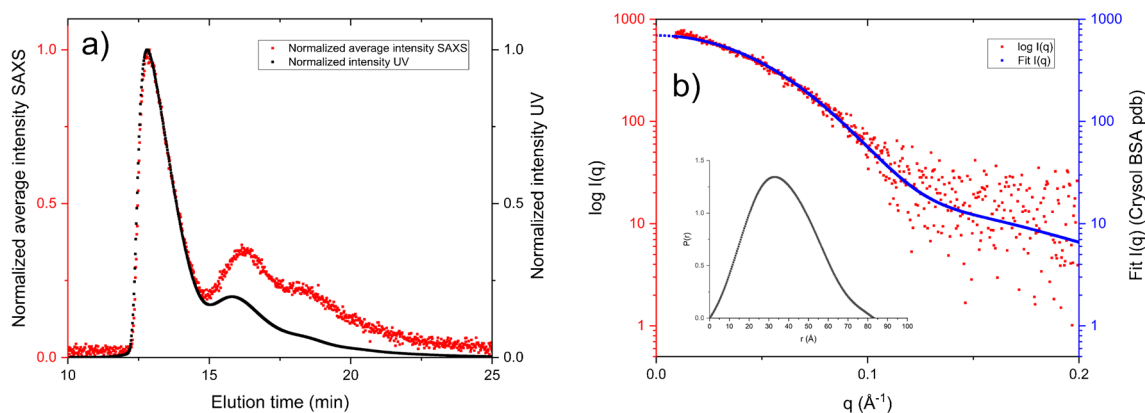 a)
Normalized average intensity SAXS
Normalized intensity UV
Normalized average intensity SAXS
1.0
0.5
0.0
1.0
0.5
0.0
Normalized intensity UV
10
15
20
25
Elution time (min)
b)
log I(q)
Fit I(q)
log I(q)
1000
100
10
1
1000
100
10
1
Fit I(q) (Crysol BSA pdb)
P(r)
1.5
1.0
0.5
0.0
0
10
20
30
40
50
60
70
80
90
100
r (Å)
0.0
0.1
0.2
q (Å⁻¹)